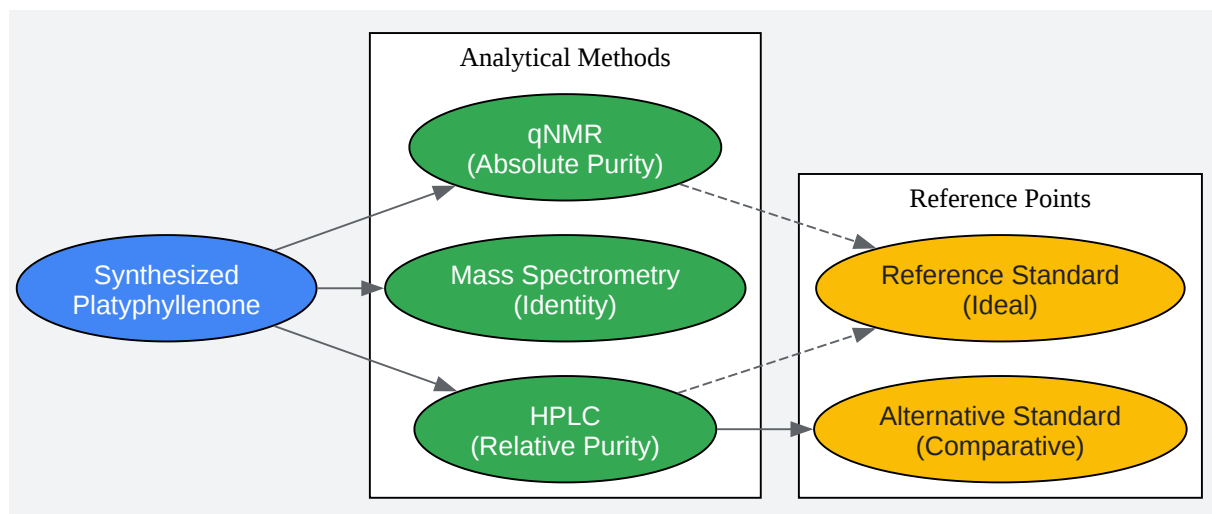 Analytical Methods
qNMR
(Absolute Purity)
Reference Points
Synthesized
Platyphyllenone
Mass Spectrometry
(Identity)
Reference Standard
(Ideal)
HPLC
(Relative Purity)
Alternative Standard
(Comparative)